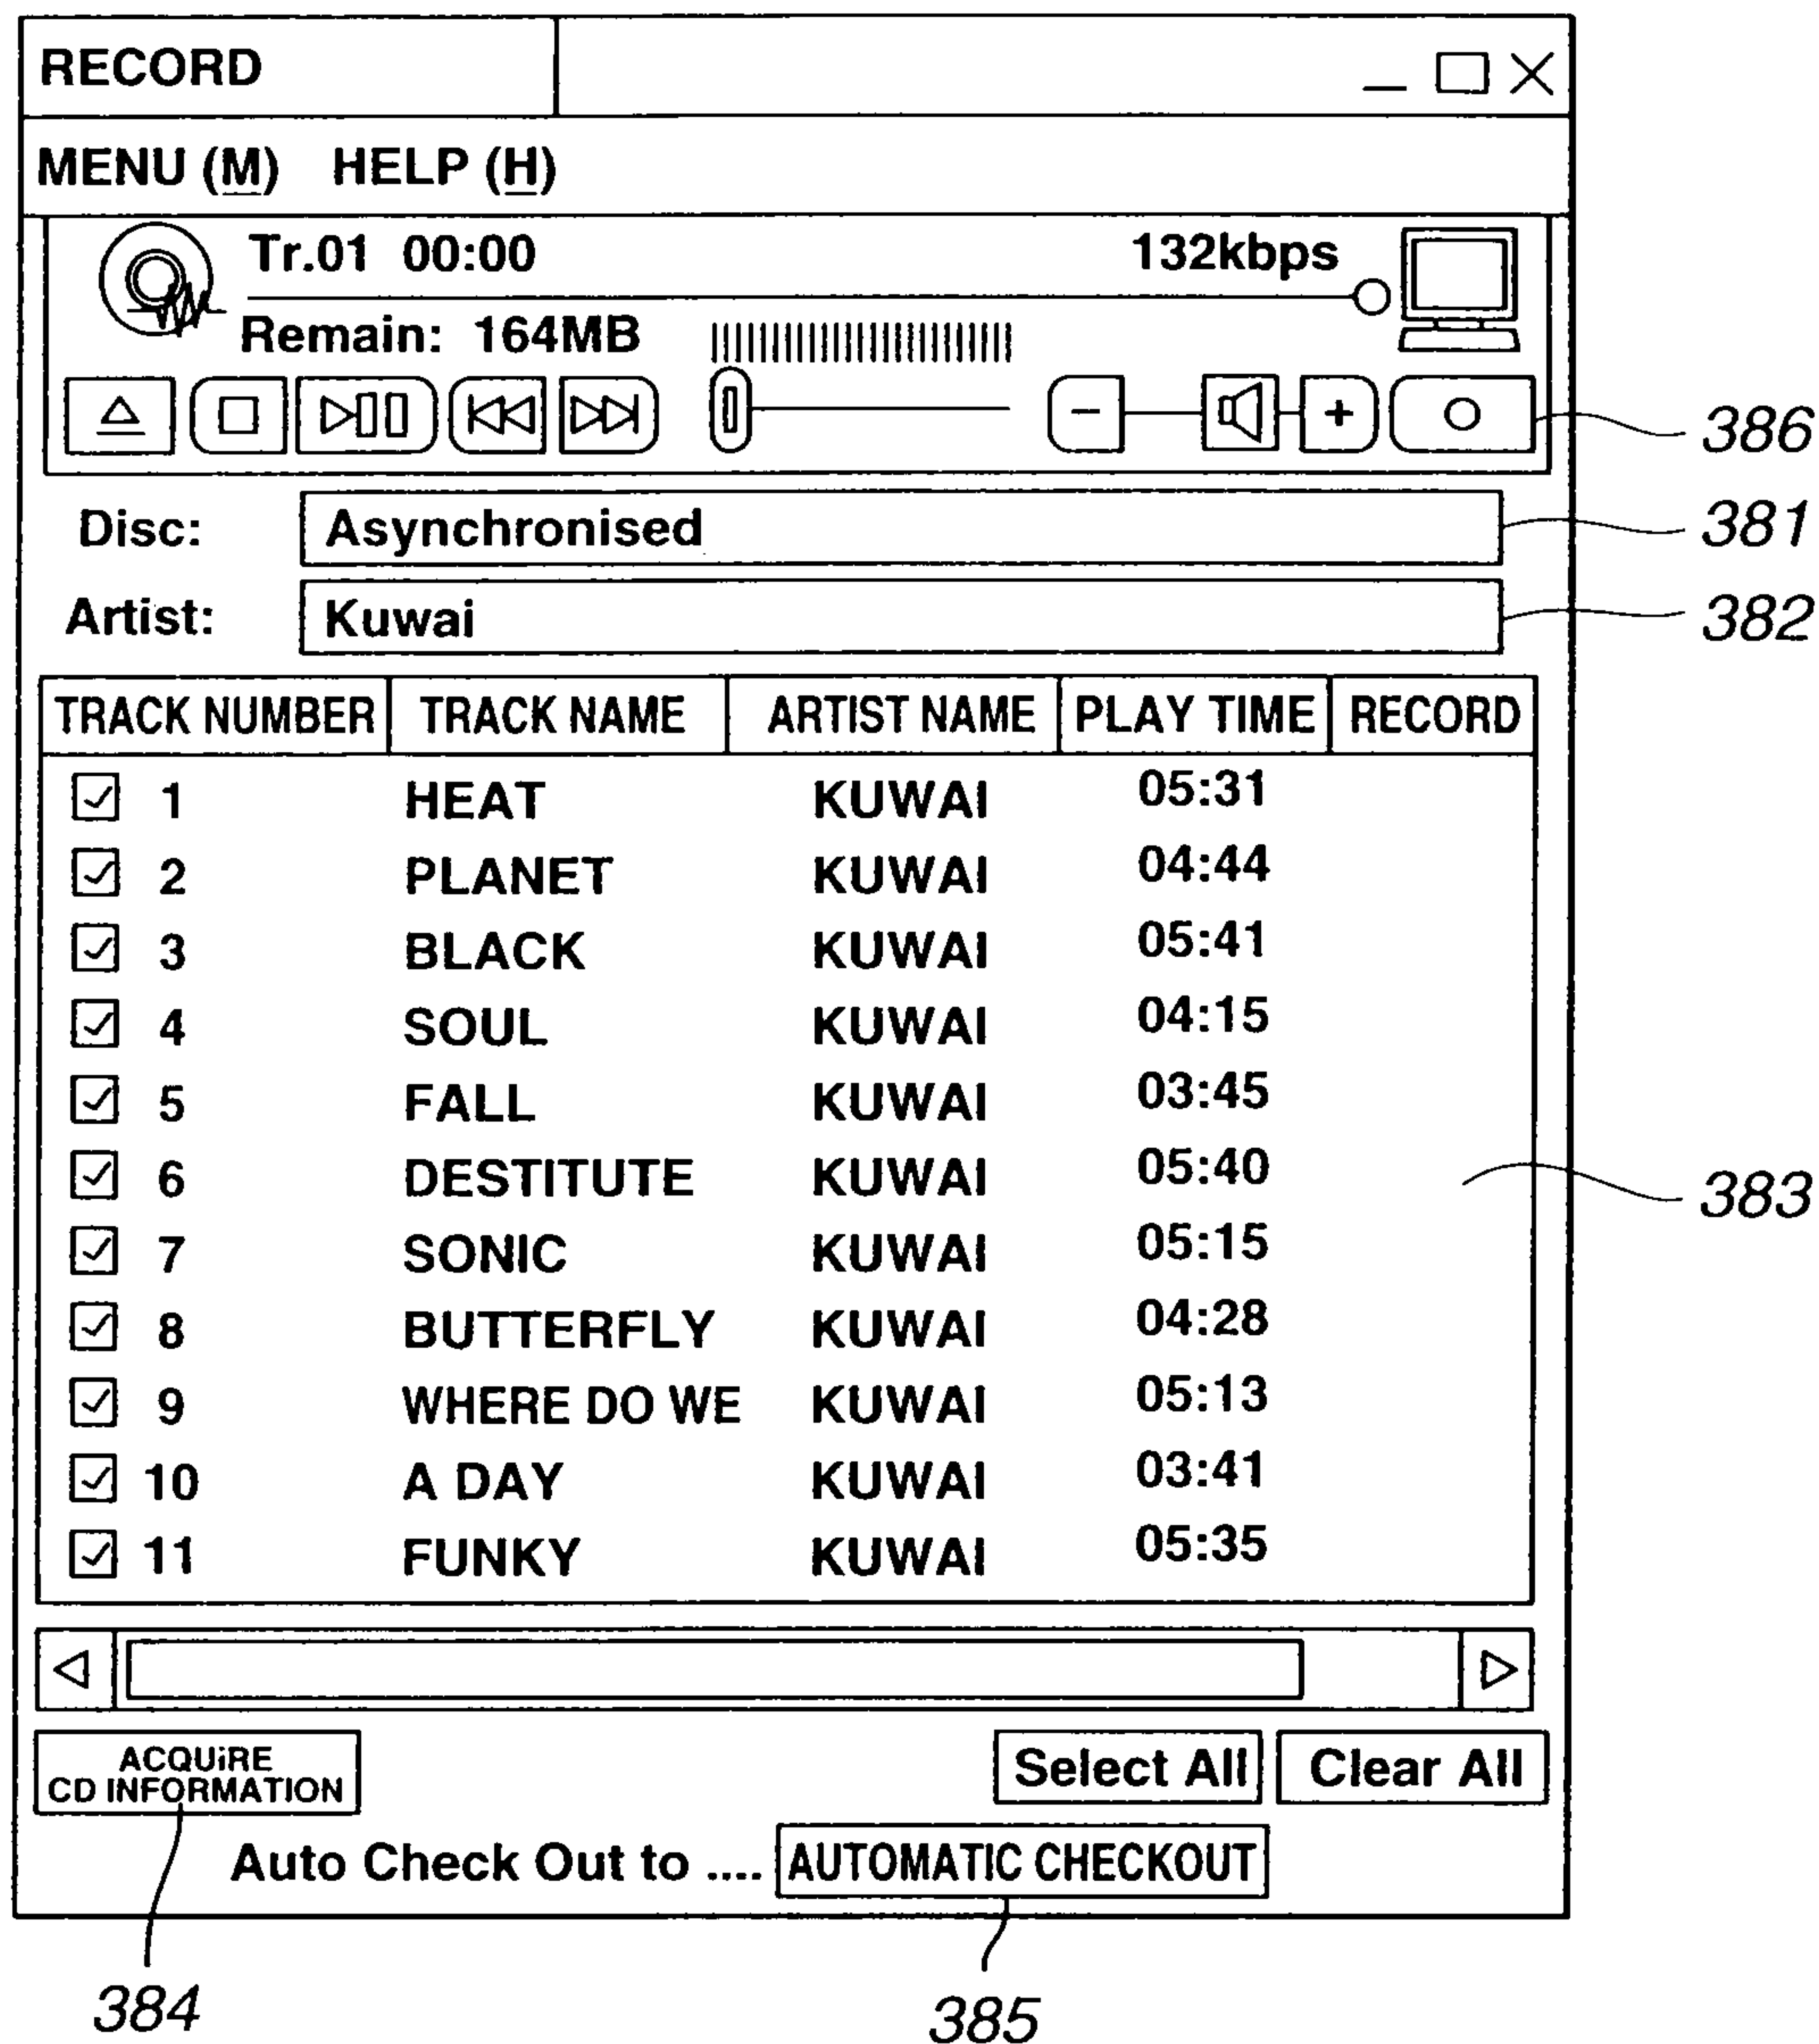 RECORD
MENU (M) HELP (H)
Tr.01 00:00 132kbps
Remain: 164MB
- +
386
Disc: Asynchronised
381
Artist: Kuwai
382
TRACK NUMBER TRACK NAME ARTIST NAME PLAY TIME RECORD
1 HEAT KUWAI 05:31
2 PLANET KUWAI 04:44
3 BLACK KUWAI 05:41
4 SOUL KUWAI 04:15
5 FALL KUWAI 03:45
6 DESTITUTE KUWAI 05:40
383
7 SONIC KUWAI 05:15
8 BUTTERFLY KUWAI 04:28
9 WHERE DO WE KUWAI 05:13
10 A DAY KUWAI 03:41
11 FUNKY KUWAI 05:35
ACQUiRE
CD INFORMATION
Select All Clear All
Auto Check Out to .... AUTOMATIC CHECKOUT
384 385